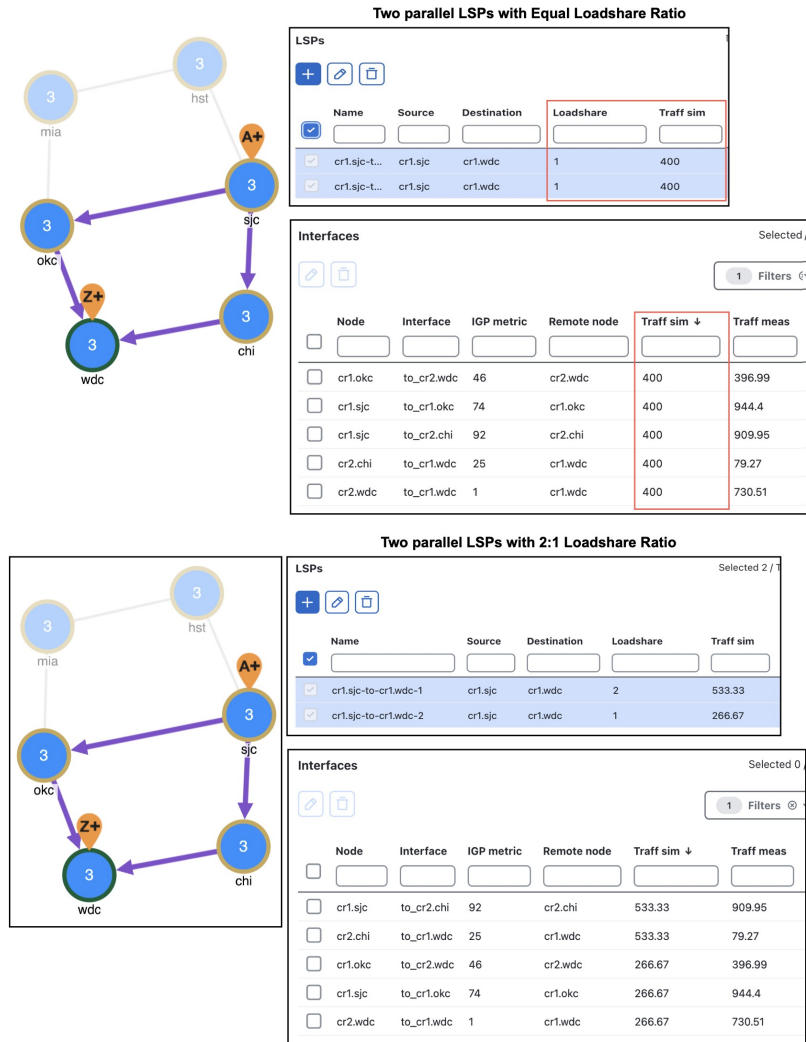 Two parallel LSPs with Equal Loadshare Ratio
3
hst
3
mia
A+
3
sjc
3
okc
Z+
3
wdc
3
chi
LSPs
Name Source Destination Loadshare Traff sim
cr1.sjc-t... cr1.sjc cr1.wdc 1 400
cr1.sjc-t... cr1.sjc cr1.wdc 1 400
Interfaces Selected /
1 Filters
Node Interface IGP metric Remote node Traff sim ↓ Traff meas
cr1.okc to_cr2.wdc 46 cr2.wdc 400 396.99
cr1.sjc to_cr1.okc 74 cr1.okc 400 944.4
cr1.sjc to_cr2.chi 92 cr2.chi 400 909.95
cr2.chi to_cr1.wdc 25 cr1.wdc 400 79.27
cr2.wdc to_cr1.wdc 1 cr1.wdc 400 730.51
Two parallel LSPs with 2:1 Loadshare Ratio
3
hst
3
mia
A+
3
sjc
3
okc
Z+
3
wdc
3
chi
LSPs Selected 2 / T
Name Source Destination Loadshare Traff sim
cr1.sjc-to-cr1.wdc-1 cr1.sjc cr1.wdc 2 533.33
cr1.sjc-to-cr1.wdc-2 cr1.sjc cr1.wdc 1 266.67
Interfaces Selected 0 /
1 Filters
Node Interface IGP metric Remote node Traff sim ↓ Traff meas
cr1.sjc to_cr2.chi 92 cr2.chi 533.33 909.95
cr2.chi to_cr1.wdc 25 cr1.wdc 533.33 79.27
cr1.okc to_cr2.wdc 46 cr2.wdc 266.67 396.99
cr1.sjc to_cr1.okc 74 cr1.okc 266.67 944.4
cr2.wdc to_cr1.wdc 1 cr1.wdc 266.67 730.51